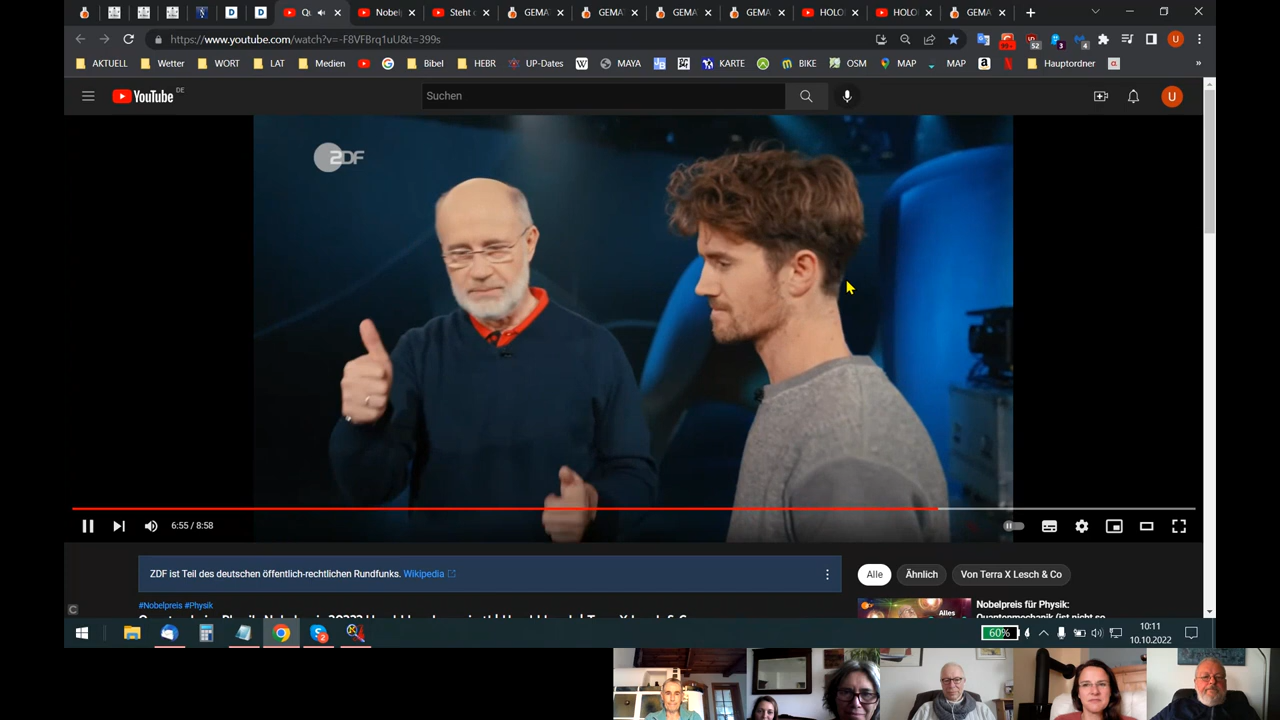 Qu
Nobel
Steht d
GEMA
GEMA
GEMA
GEMA
HOLO
HOLO
GEMA
https://www.youtube.com/watch?v=-F8VFBrq1uU&t=399s
U
AKTUELL
Wetter
WORT
LAT
Medien
Bibel
HEBR
UP-Dates
MAYA
KARTE
BIKE
OSM
MAP
MAP
Hauptordner
YouTube DE
Suchen
U
ZDF
6:55 / 8:58
ZDF ist Teil des deutschen öffentlich-rechtlichen Rundfunks. Wikipedia
Alle
Ähnlich
Von Terra X Lesch & Co
#Nobelpreis #Physik
Nobelpreis für Physik:
Alles
60%
10:11
10.10.2022